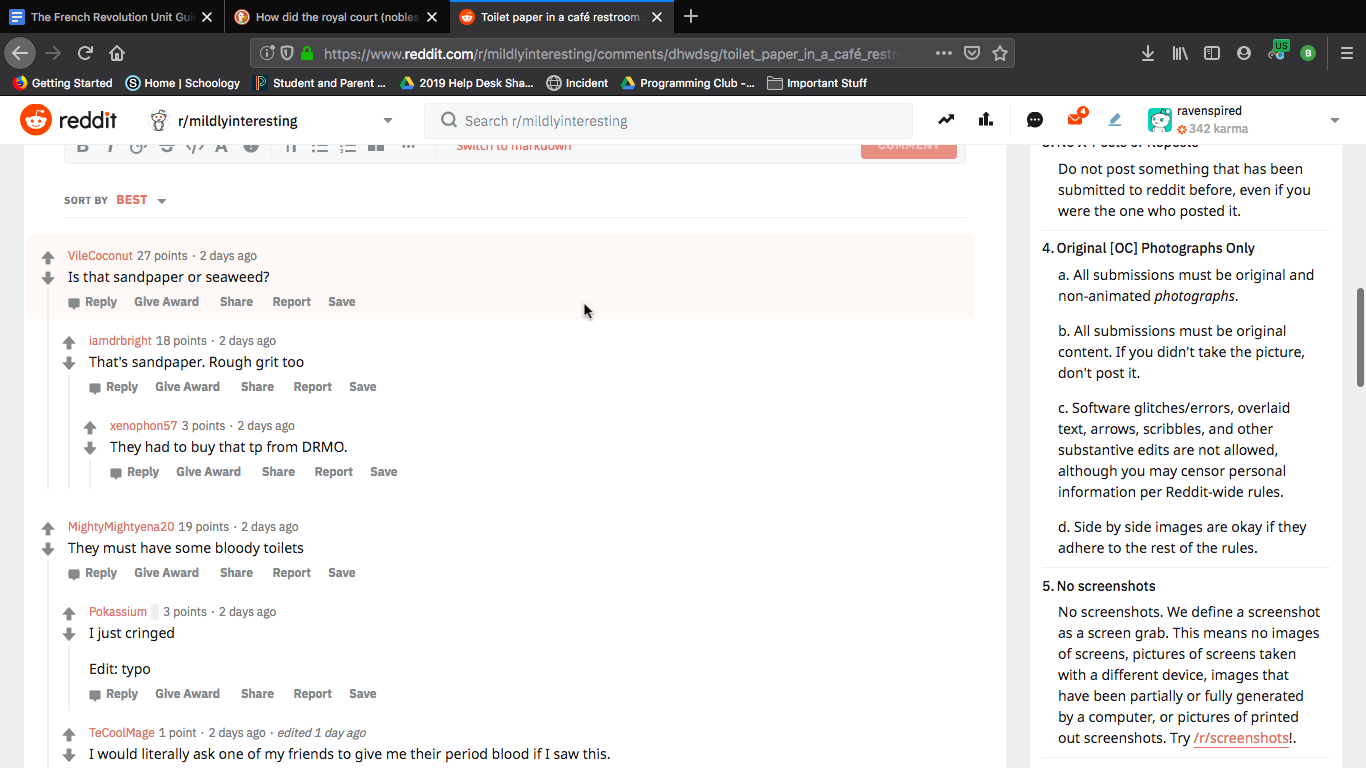 The French Revolution Unit Gui
How did the royal court (nobles
Toilet paper in a café restroom
https://www.reddit.com/r/mildlyinteresting/comments/dhwdsg/toilet_paper_in_a_café_restr
US
B
Getting Started
Home | Schoology
Student and Parent ...
2019 Help Desk Sha...
Incident
Programming Club -...
Important Stuff
reddit
r/mildlyinteresting
Search r/mildlyinteresting
4
ravenspired
342 karma
Switch to markdown
COMMENT
SORT BY BEST
VileCoconut 27 points · 2 days ago
Is that sandpaper or seaweed?
Reply Give Award Share Report Save
iamdrbright 18 points · 2 days ago
That's sandpaper. Rough grit too
Reply Give Award Share Report Save
xenophon57 3 points · 2 days ago
They had to buy that tp from DRMO.
Reply Give Award Share Report Save
MightyMightyena20 19 points · 2 days ago
They must have some bloody toilets
Reply Give Award Share Report Save
Pokassium 3 points · 2 days ago
I just cringed
Edit: typo
Reply Give Award Share Report Save
TeCoolMage 1 point · 2 days ago · edited 1 day ago
I would literally ask one of my friends to give me their period blood if I saw this.
3. No X-Posts or Reposts
Do not post something that has been
submitted to reddit before, even if you
were the one who posted it.
4. Original [OC] Photographs Only
a. All submissions must be original and
non-animated photographs.
b. All submissions must be original
content. If you didn't take the picture,
don't post it.
c. Software glitches/errors, overlaid
text, arrows, scribbles, and other
substantive edits are not allowed,
although you may censor personal
information per Reddit-wide rules.
d. Side by side images are okay if they
adhere to the rest of the rules.
5. No screenshots
No screenshots. We define a screenshot
as a screen grab. This means no images
of screens, pictures of screens taken
with a different device, images that
have been partially or fully generated
by a computer, or pictures of printed
out screenshots. Try /r/screenshots!.